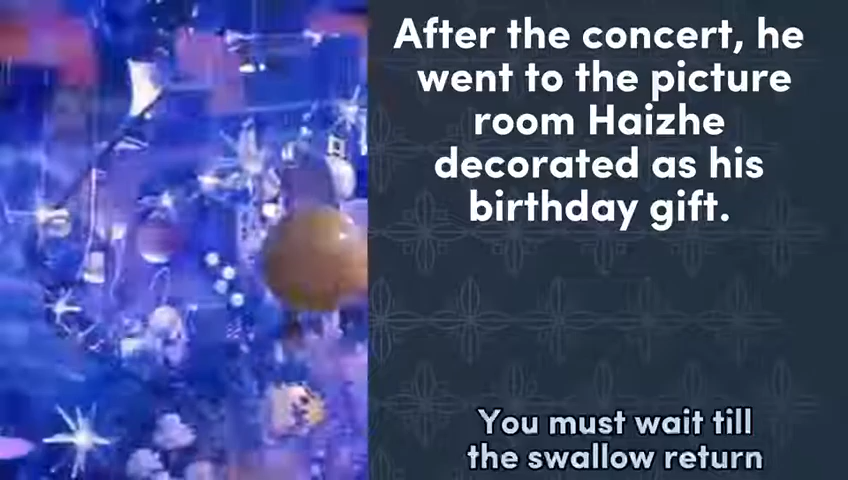 After the concert, he
went to the picture
room Haizhe
decorated as his
birthday gift.
You must wait till
the swallow return